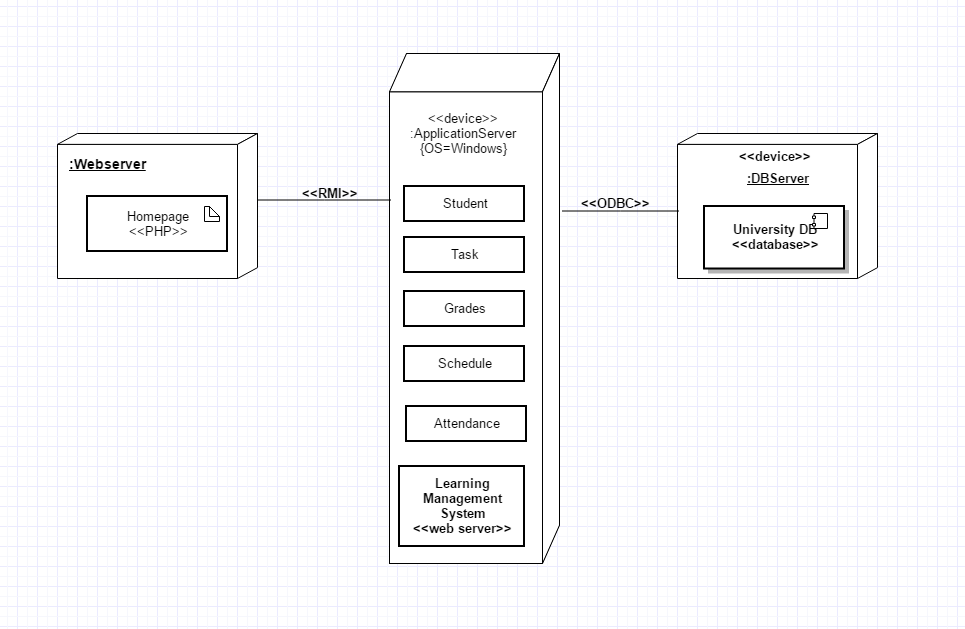 :Webserver
Homepage
<<PHP>>
<<RMI>>
<<device>>
:ApplicationServer
{OS=Windows}
Student
Task
Grades
Schedule
Attendance
Learning
Management
System
<<web server>>
<<ODBC>>
<<device>>
:DBServer
University DB
<<database>>